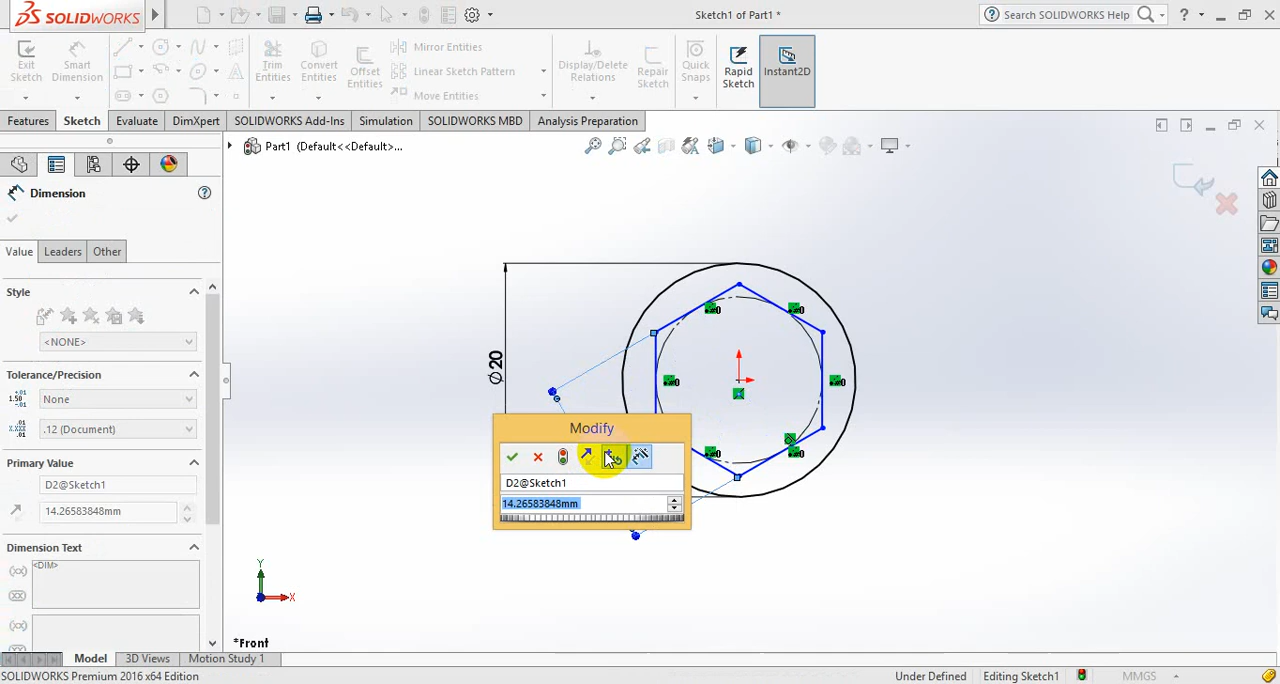 SOLIDWORKS
Sketch1 of Part1 *
Search SOLIDWORKS Help
?
Exit Sketch
Smart Dimension
Trim Entities
Convert Entities
Offset Entities
Mirror Entities
Linear Sketch Pattern
Move Entities
Display/Delete Relations
Repair Sketch
Quick Snaps
Rapid Sketch
Instant2D
Features
Sketch
Evaluate
DimXpert
SOLIDWORKS Add-Ins
Simulation
SOLIDWORKS MBD
Analysis Preparation
Part1 (Default<<Default>...
Dimension
Value
Leaders
Other
Style
<NONE>
Tolerance/Precision
None
.12 (Document)
Primary Value
D2@Sketch1
14.26583848mm
Dimension Text
<DIM>
Ø20
Modify
D2@Sketch1
14.26583848mm
Y
X
*Front
Model
3D Views
Motion Study 1
SOLIDWORKS Premium 2016 x64 Edition
Under Defined
Editing Sketch1
MMGS